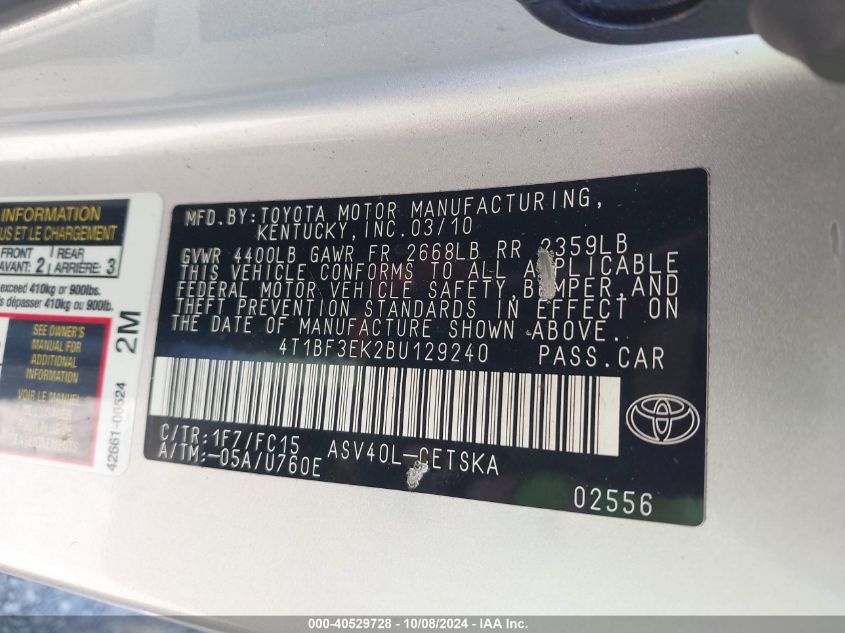 INFORMATION
US ET LE CHARGEMENT
FRONT REAR
AVANT: 2 ARRIÈRE: 3
exceed 410kg or 900lbs.
dépasser 410kg ou 900lb.
SEE OWNER'S
MANUAL FOR
ADDITIONAL
INFORMATION
VOIR LE MANUEL
2M
MFD. BY: TOYOTA MOTOR MANUFACTURING,
KENTUCKY, INC. 03/10
GVWR 4400LB GAWR FR 2668LB RR 2359LB
THIS VEHICLE CONFORMS TO ALL APPLICABLE
FEDERAL MOTOR VEHICLE SAFETY, BUMPER, AND
THEFT PREVENTION STANDARDS IN EFFECT ON
THE DATE OF MANUFACTURE SHOWN ABOVE.
4T1BF3EK2BU129240 PASS. CAR
C/TR: 1F7/FC15 ASV40L-CETSKA
A/TM: -05A/U760E
02556
000-40529728 - 10/08/2024 - IAA Inc.